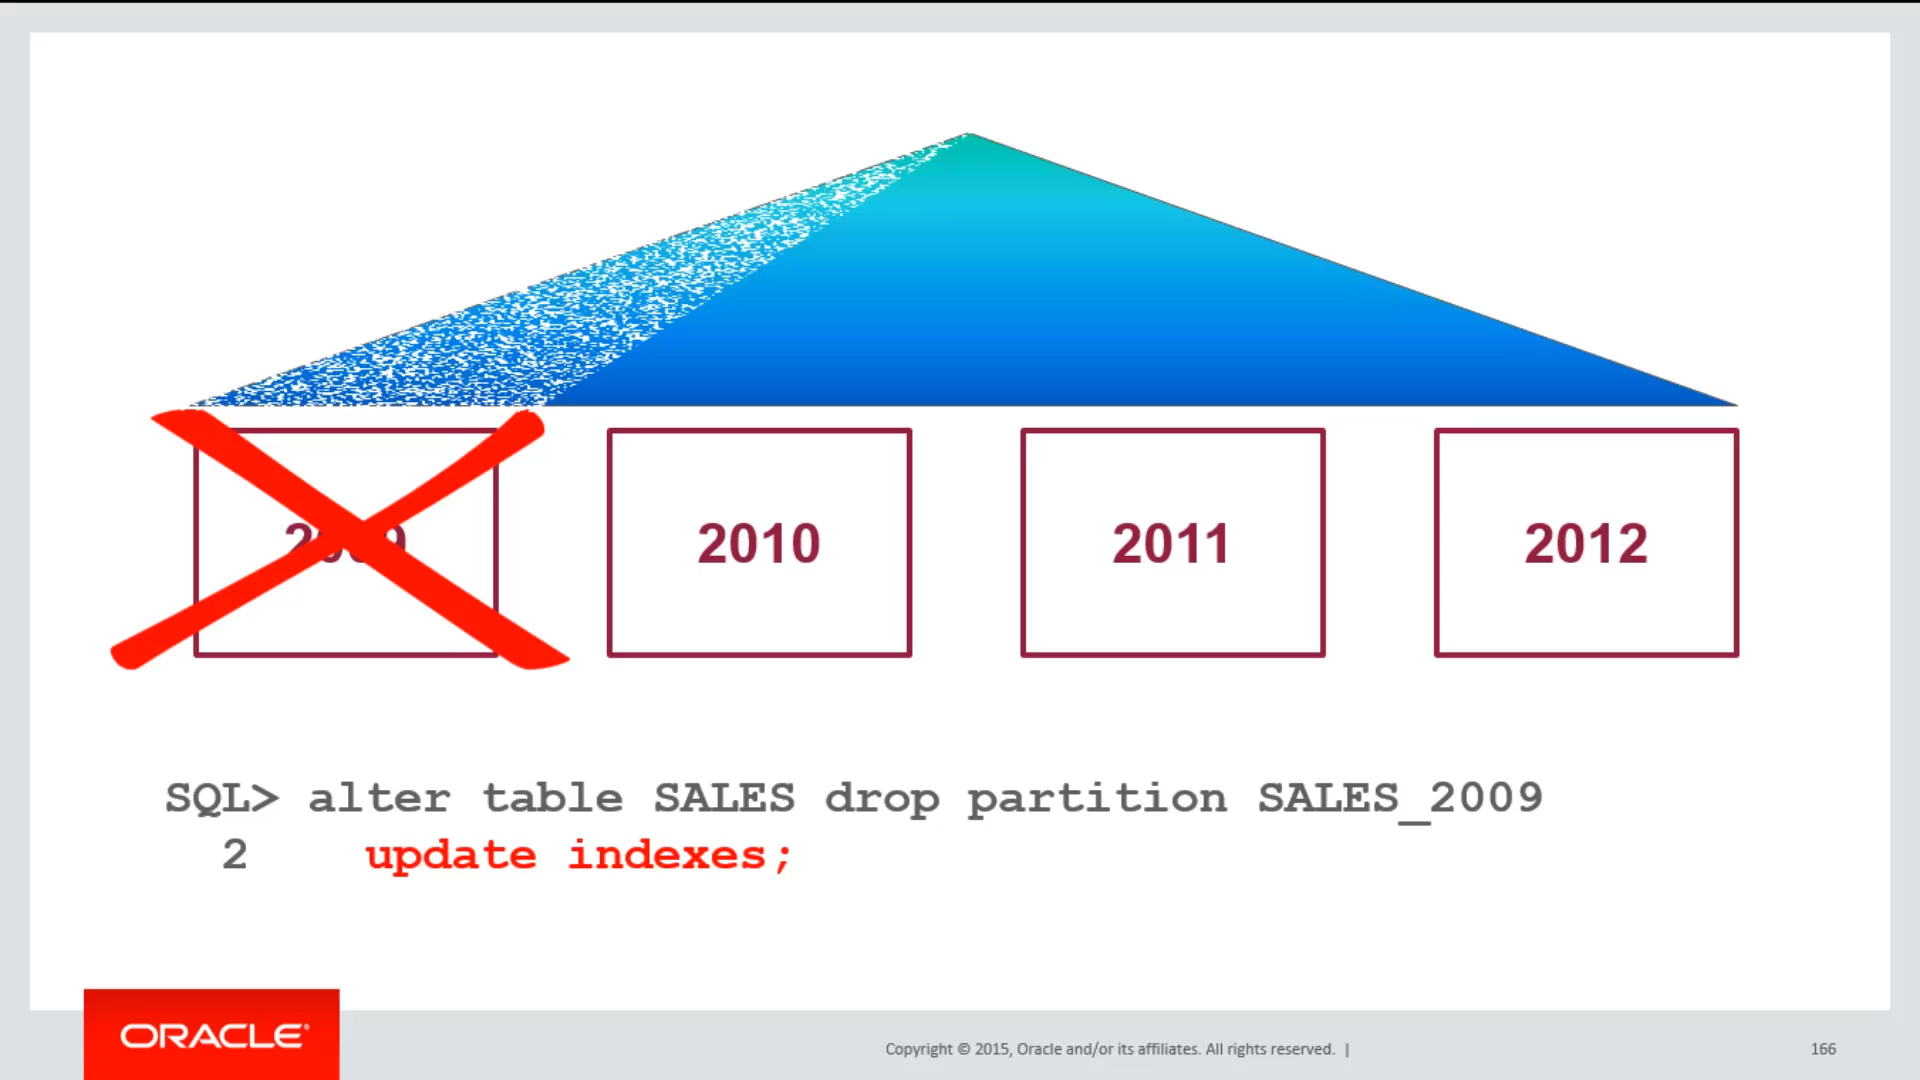 2009
2010
2011
2012
SQL> alter table SALES drop partition SALES_2009
2 update indexes;
ORACLE
Copyright © 2015, Oracle and/or its affiliates. All rights reserved. |
166